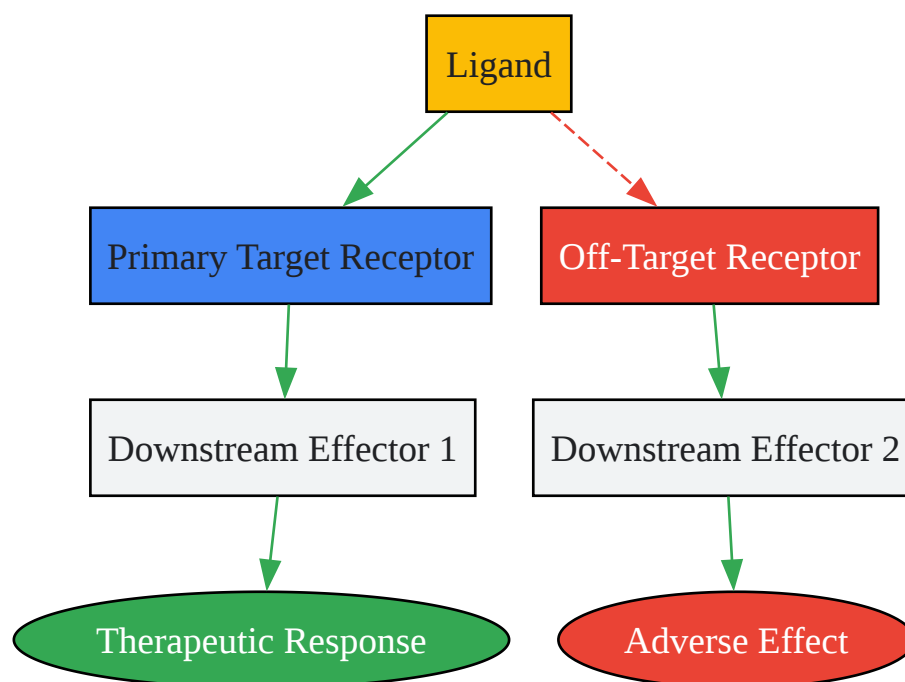 Ligand
Primary Target Receptor
Off-Target Receptor
Downstream Effector 1
Downstream Effector 2
Therapeutic Response
Adverse Effect